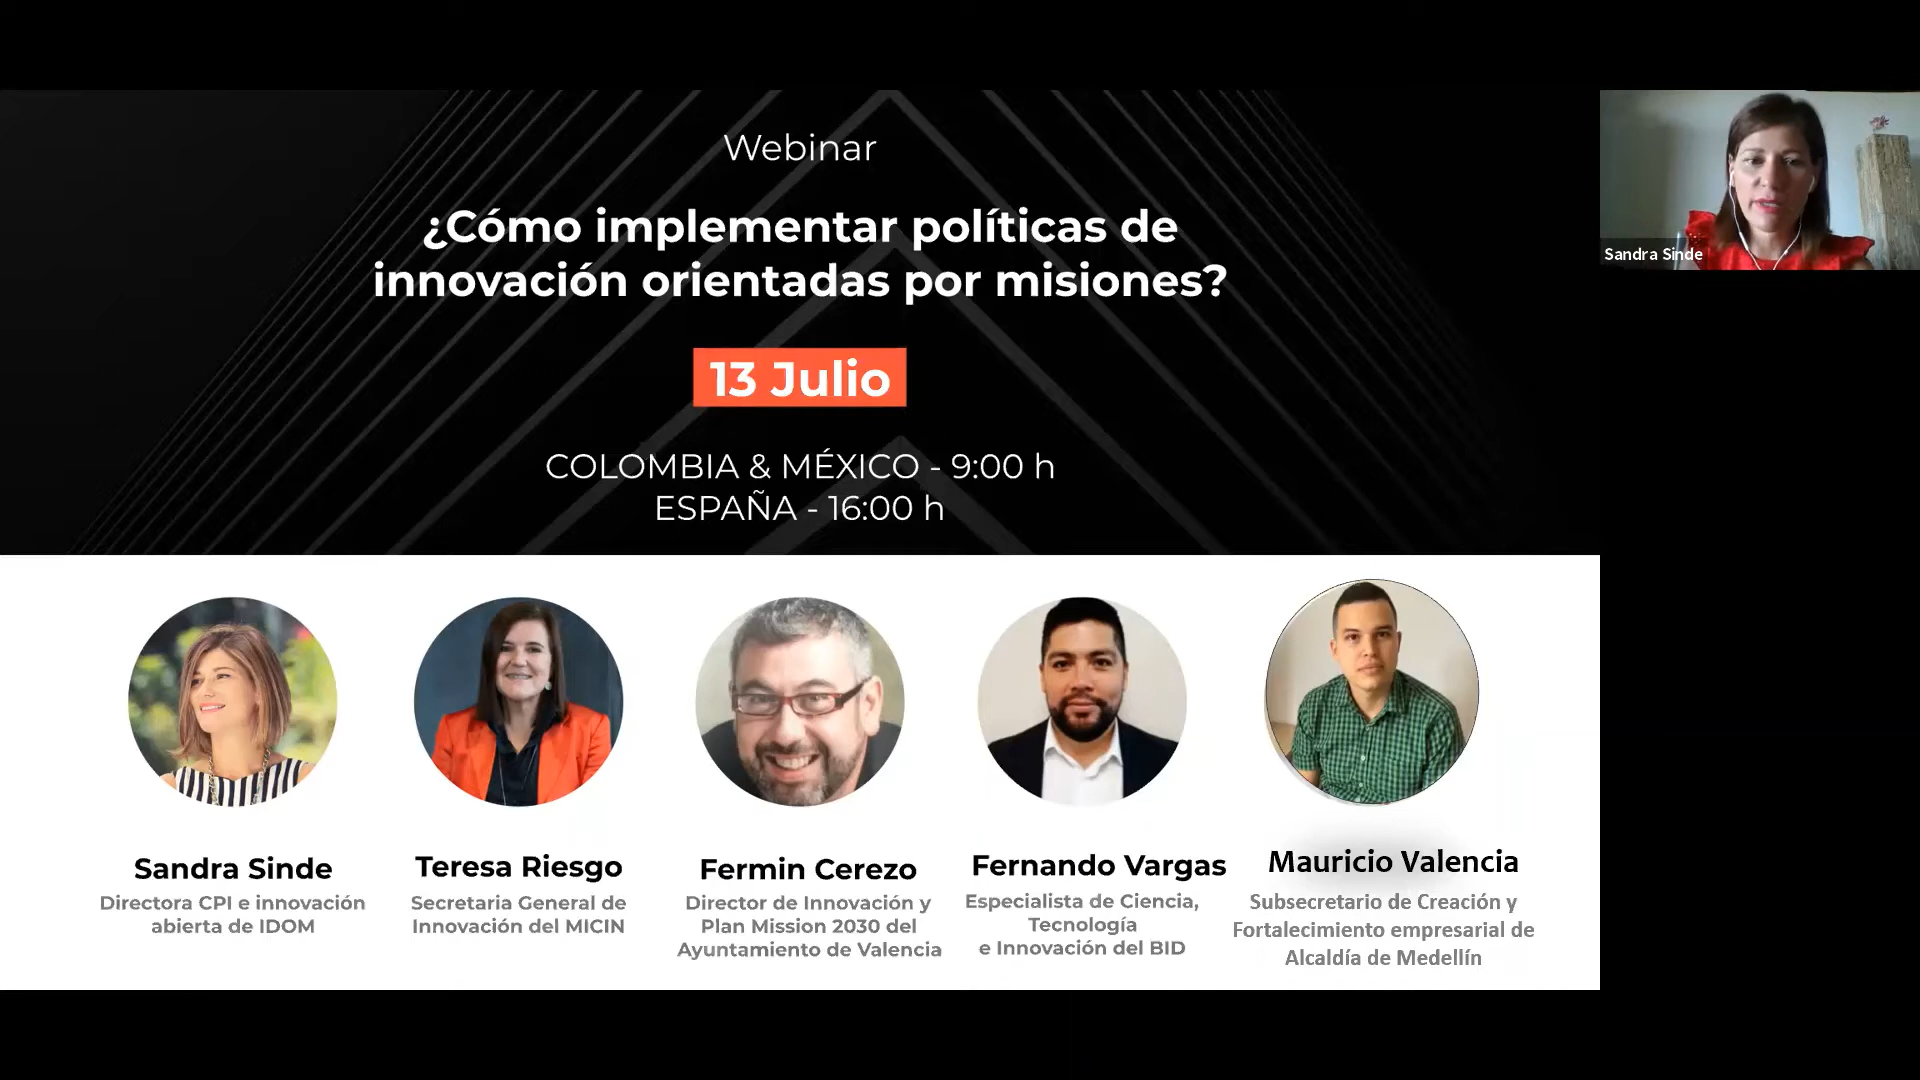 Webinar
¿Cómo implementar políticas de
innovación orientadas por misiones?
13 Julio
COLOMBIA & MÉXICO - 9:00 h
ESPAÑA - 16:00 h
Sandra Sinde
Sandra Sinde
Directora CPI e innovación
abierta de IDOM
Teresa Riesgo
Secretaria General de
Innovación del MICIN
Fermin Cerezo
Director de Innovación y
Plan Mission 2030 del
Ayuntamiento de Valencia
Fernando Vargas
Especialista de Ciencia,
Tecnología
e Innovación del BID
Mauricio Valencia
Subsecretario de Creación y
Fortalecimiento empresarial de
Alcaldía de Medellín